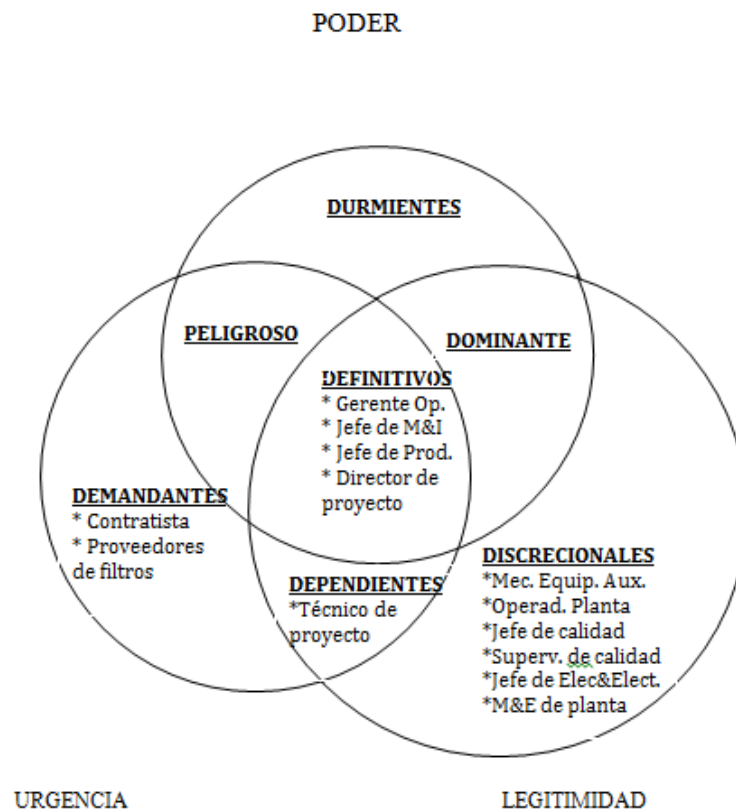 PODER
DURMIENTES
PELIGROSO
DOMINANTE
DEFINITIVOS
* Gerente Op.
* Jefe de M&I
* Jefe de Prod.
* Director de
proyecto
DEMANDANTES
* Contratista
* Proveedores
de filtros
DEPENDIENTES
*Técnico de
proyecto
DISCRECIONALES
*Mec. Equip. Aux.
*Operad. Planta
*Jefe de calidad
*Superv. de calidad
*Jefe de Elec&Elect.
*M&E de planta
URGENCIA
LEGITIMIDAD